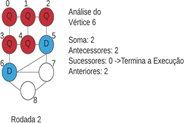 0 1 2
Q Q Q
3 4 5
Q Q D
6 7
D
8
Rodada 2
Análise do
Vértice 6
Soma: 2
Antecessores: 2
Sucessores: 0 ->Termina a Execução
Anteriores: 2